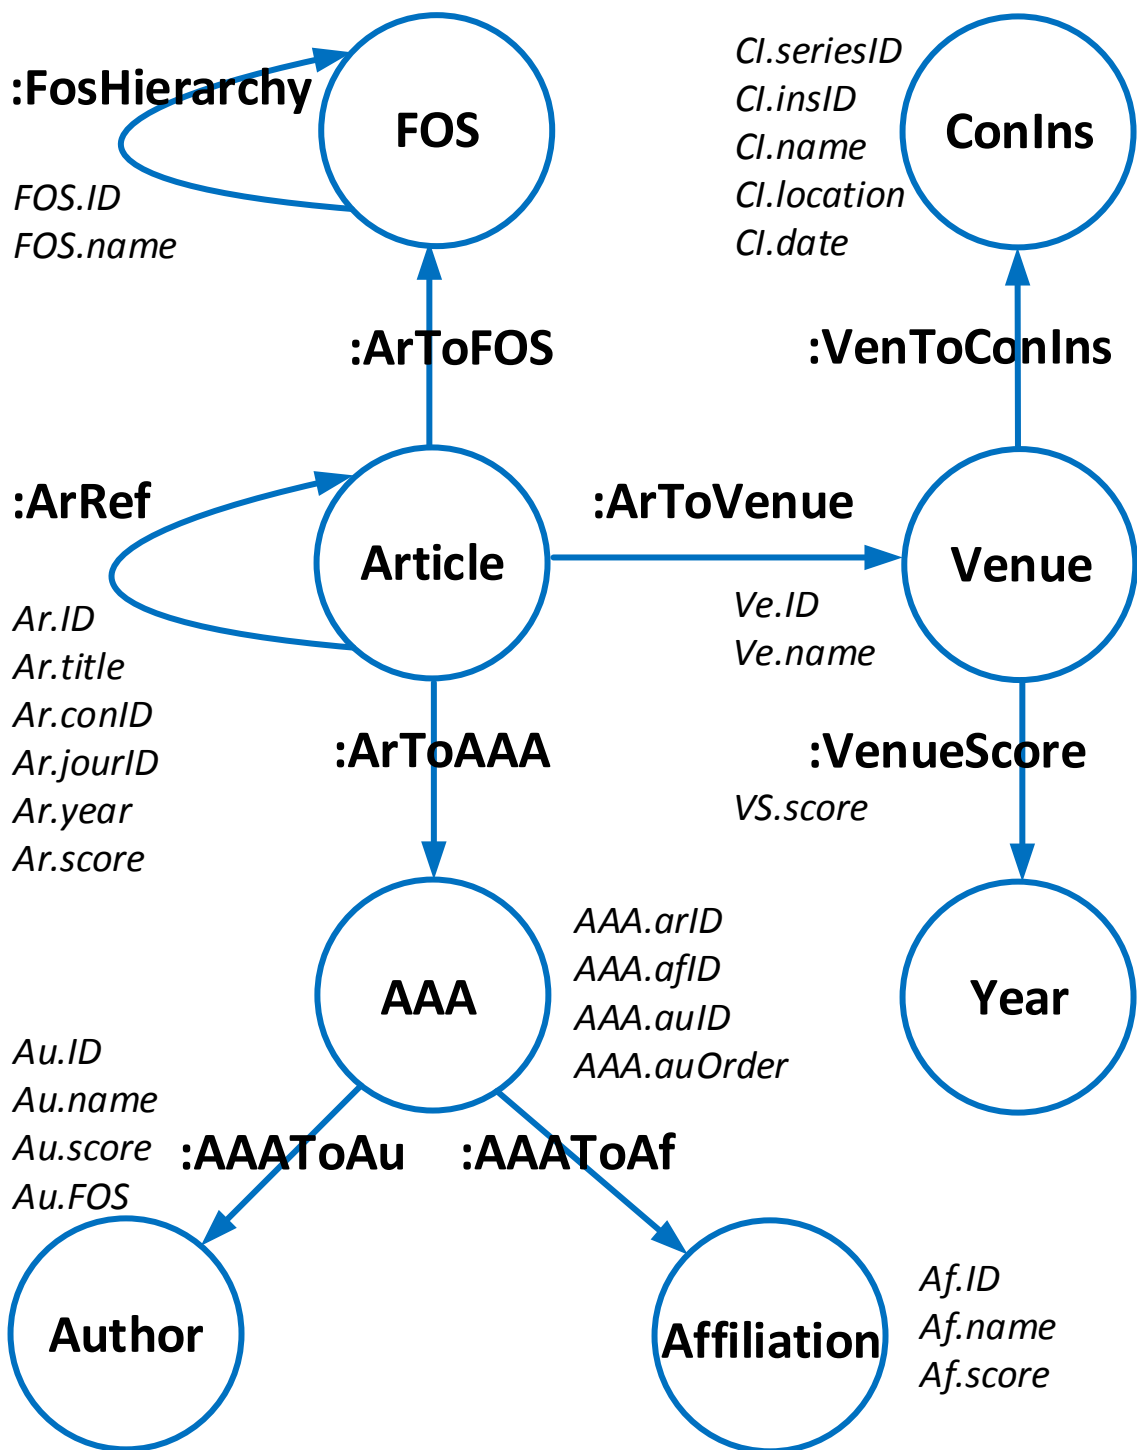 :FosHierarchy
FOS
FOS.ID
FOS.name
CI.seriesID
CI.insID
CI.name
CI.location
CI.date
ConIns
:ArToFOS
:VenToConIns
:ArRef
Article
:ArToVenue
Venue
Ar.ID
Ar.title
Ar.conID
Ar.jourID
Ar.year
Ar.score
Ve.ID
Ve.name
:ArToAAA
:VenueScore
VS.score
AAA
AAA.arID
AAA.afID
AAA.auID
AAA.auOrder
Year
Au.ID
Au.name
Au.score
Au.FOS
:AAAToAu
:AAAToAf
Author
Affiliation
Af.ID
Af.name
Af.score